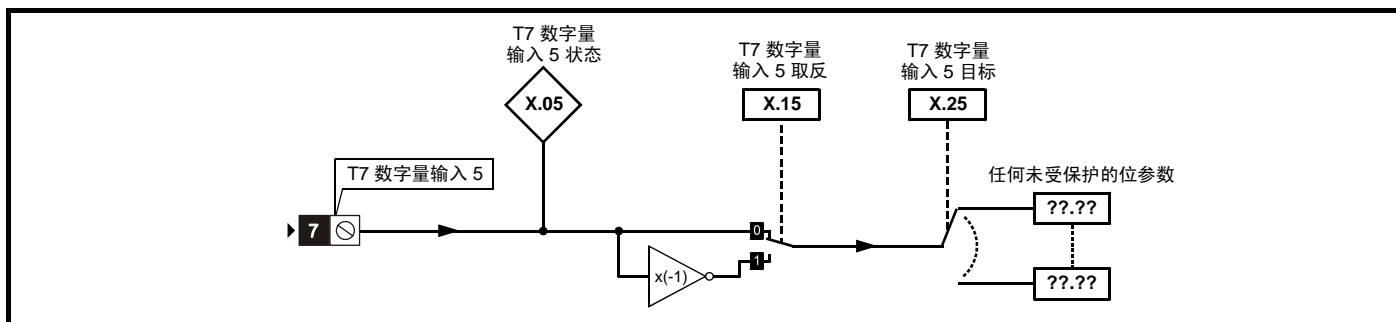 T7 数字量
输入 5 状态
X.05
T7 数字量
输入 5 取反
X.15
T7 数字量
输入 5 目标
X.25
T7 数字量输入 5
7
0
1
x(-1)
任何未受保护的位参数
??.??
??.??